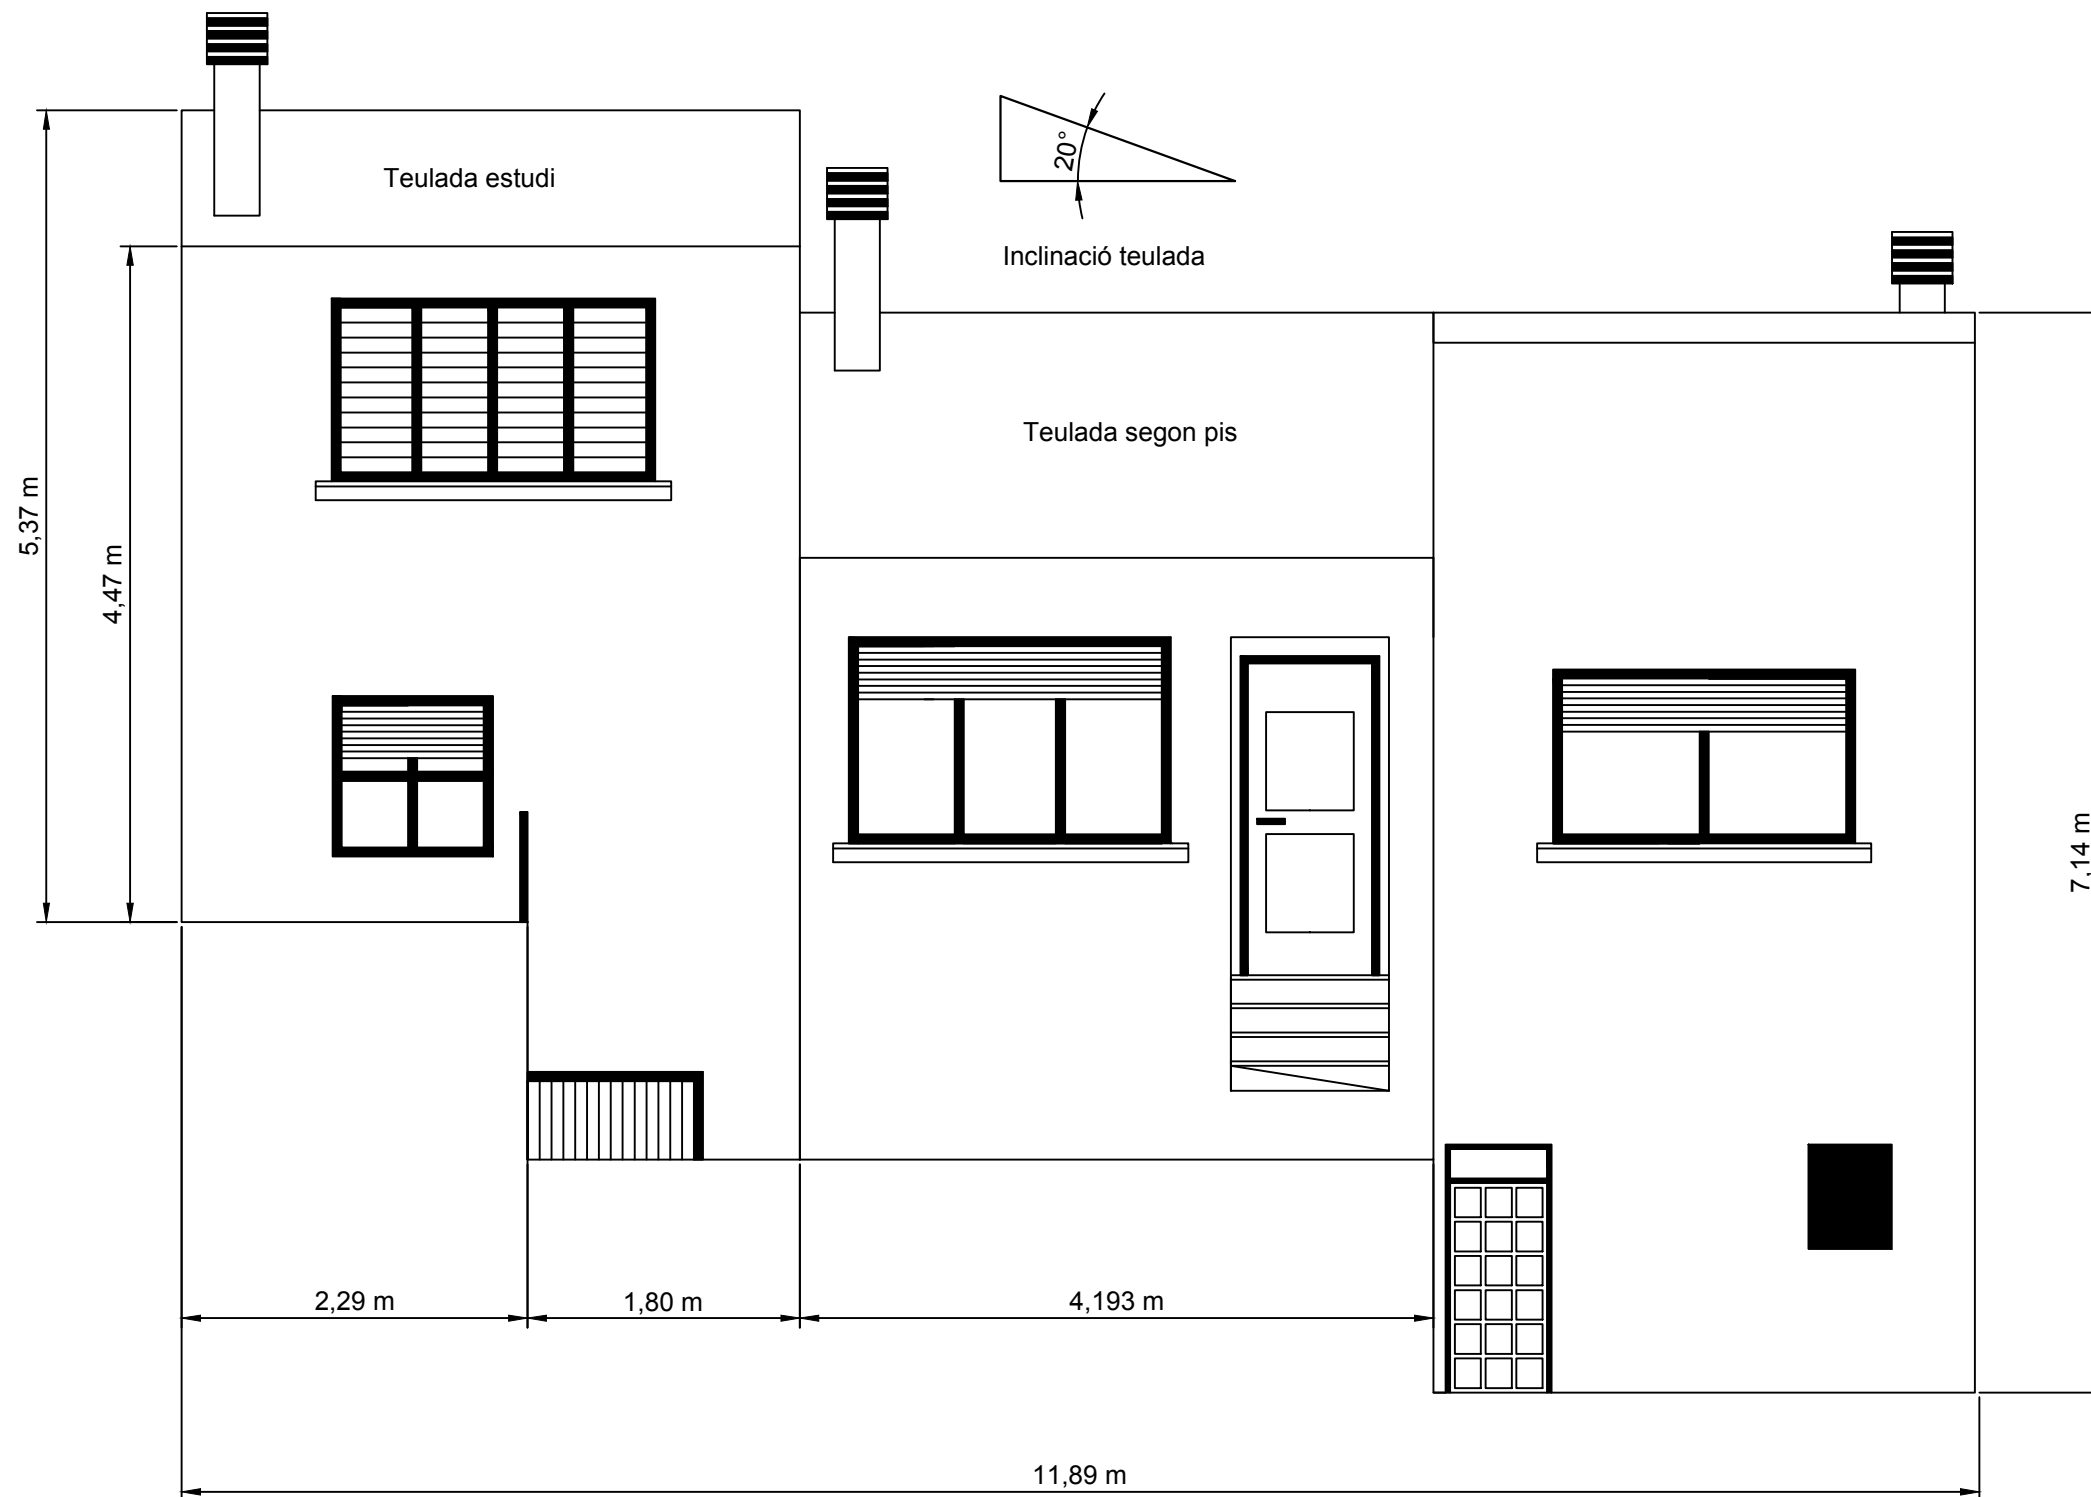 Teulada estudi
20°
Inclinació teulada
Teulada segon pis
5,37 m
4,47 m
7,14 m
2,29 m
1,80 m
4,193 m
11,89 m